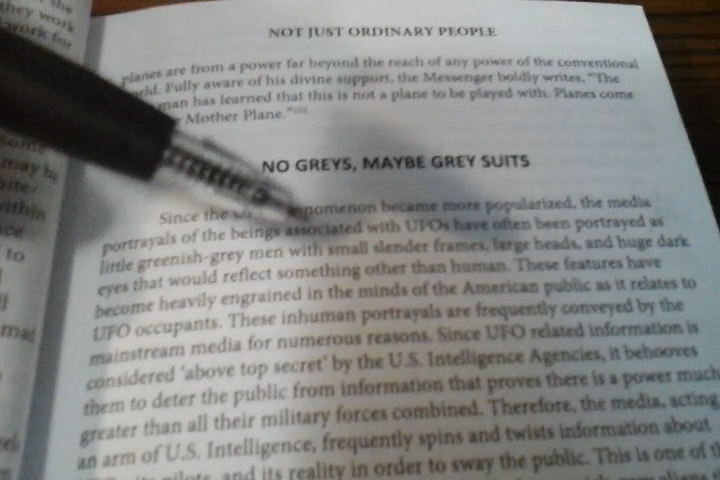 NOT JUST ORDINARY PEOPLE
planes are from a power far beyond the reach of any power of the conventional
Fully aware of his divine support, the Messenger boldly writes, "The
man has learned that this is not a plane to be played with. Planes come
Mother Plane."
NO GREYS, MAYBE GREY SUITS
Since the became more popularized, the media
portrayals of the beings associated with UFOs have often been portrayed as
little greenish-grey men with small slender frames, large heads, and huge dark
eyes that would reflect something other than human. These features have
become heavily engrained in the minds of the American public as it relates to
UFO occupants. These inhuman portrayals are frequently conveyed by the
mainstream media for numerous reasons. Since UFO related information is
considered 'above top secret' by the U.S. Intelligence Agencies, it behooves
them to deter the public from information that proves there is a power much
greater than all their military forces combined. Therefore, the media, acting
an arm of U.S. Intelligence, frequently spins and twists information about
pilots, and its reality in order to sway the public. This is one of